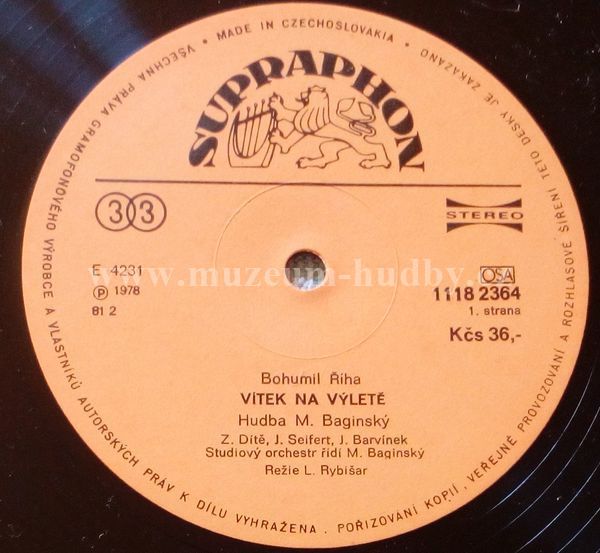 VŠECHNA PRÁVA GRAMOFONOVÉHO VÝROBCE A VLASTNÍKŮ AUTORSKÝCH PRÁV K DÍLU VYHRAŽENA . POŘIZOVÁNÍ KOPIÍ . VEŘEJNÉ PROVOZOVÁNÍ A ROZHLASOVÉ ŠÍŘENÍ TÉTO DESKY JE ZAKÁZÁNO • MADE IN CZECHOSLOVAKIA •
SUPRAPHON
33
STEREO
E 4231
℗ 1978
81 2
www.muzeum-hudby.
OSA
1118 2364
1. strana
Kčs 36,-
Bohumil Říha
VÍTEK NA VÝLETĚ
Hudba M. Baginský
Z. Dítě, J. Seifert, J. Barvínek
Studiový orchestr řídí M. Baginský
Režie L. Rybišar